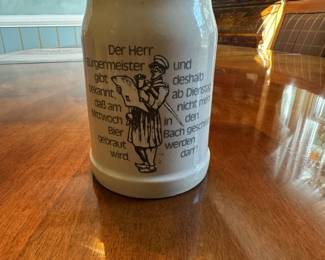 Der Herr
Bürgermeister
gibt
bekannt,
daß am
Mittwoch
Bier
gebraut
wird,
und
deshalb
ab Dienstag
nicht mehr
in den
Bach
werden
darf.